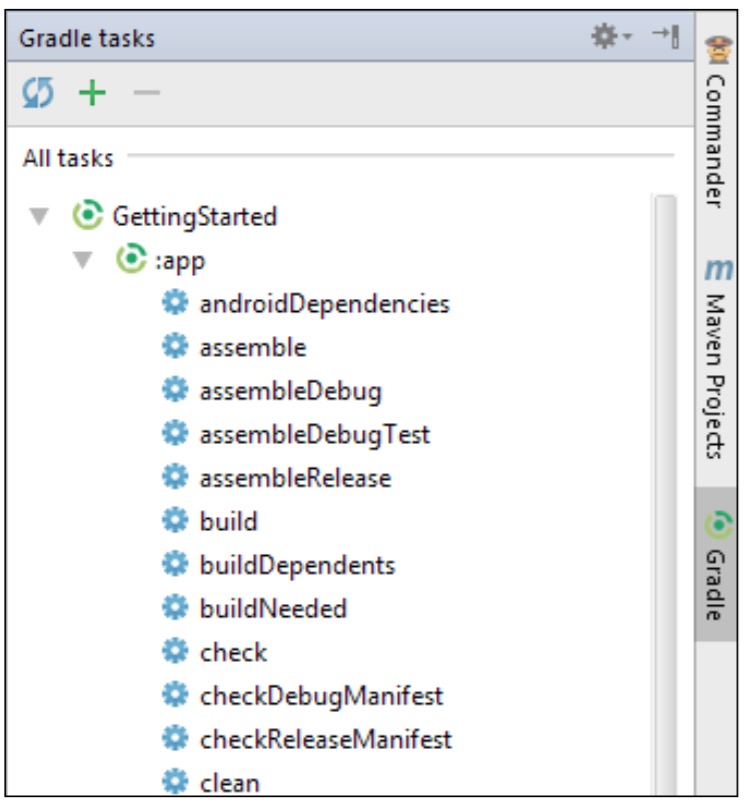 Gradle tasks
All tasks
GettingStarted
:app
androidDependencies
assemble
assembleDebug
assembleDebugTest
assembleRelease
build
buildDependents
buildNeeded
check
checkDebugManifest
checkReleaseManifest
clean
Commander
m Maven Projects
Gradle